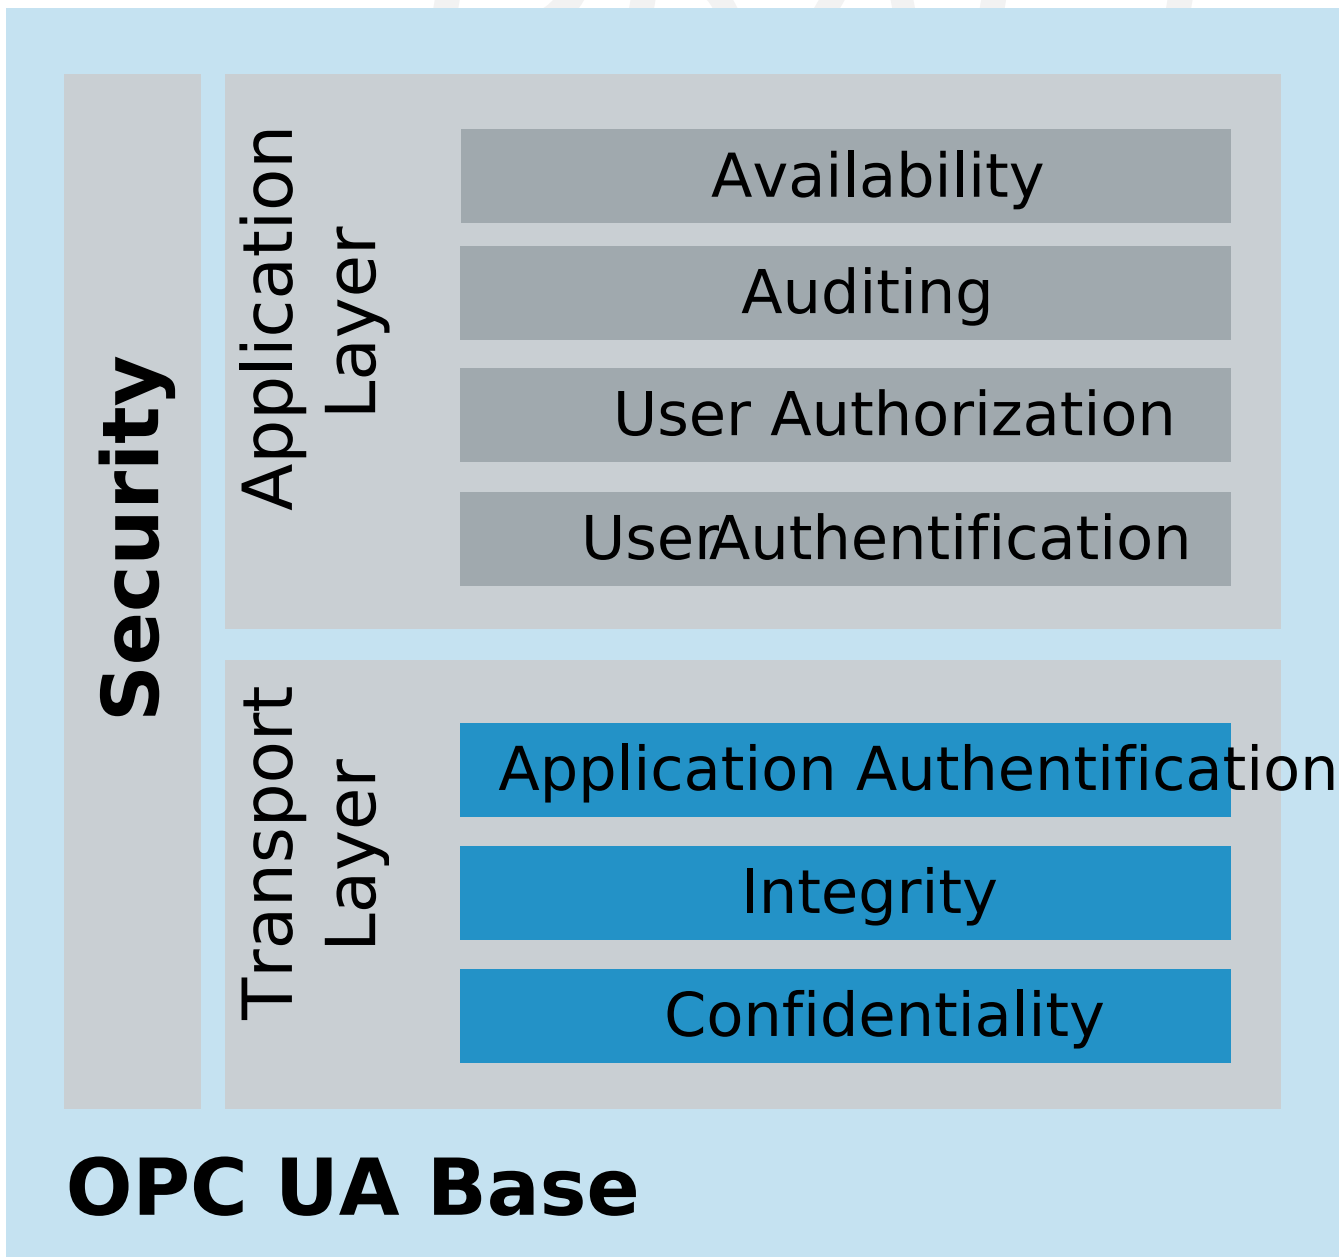 Security
Application
Layer
Availability
Auditing
User Authorization
UserAuthentification
Transport
Layer
Application Authentification
Integrity
Confidentiality
OPC UA Base